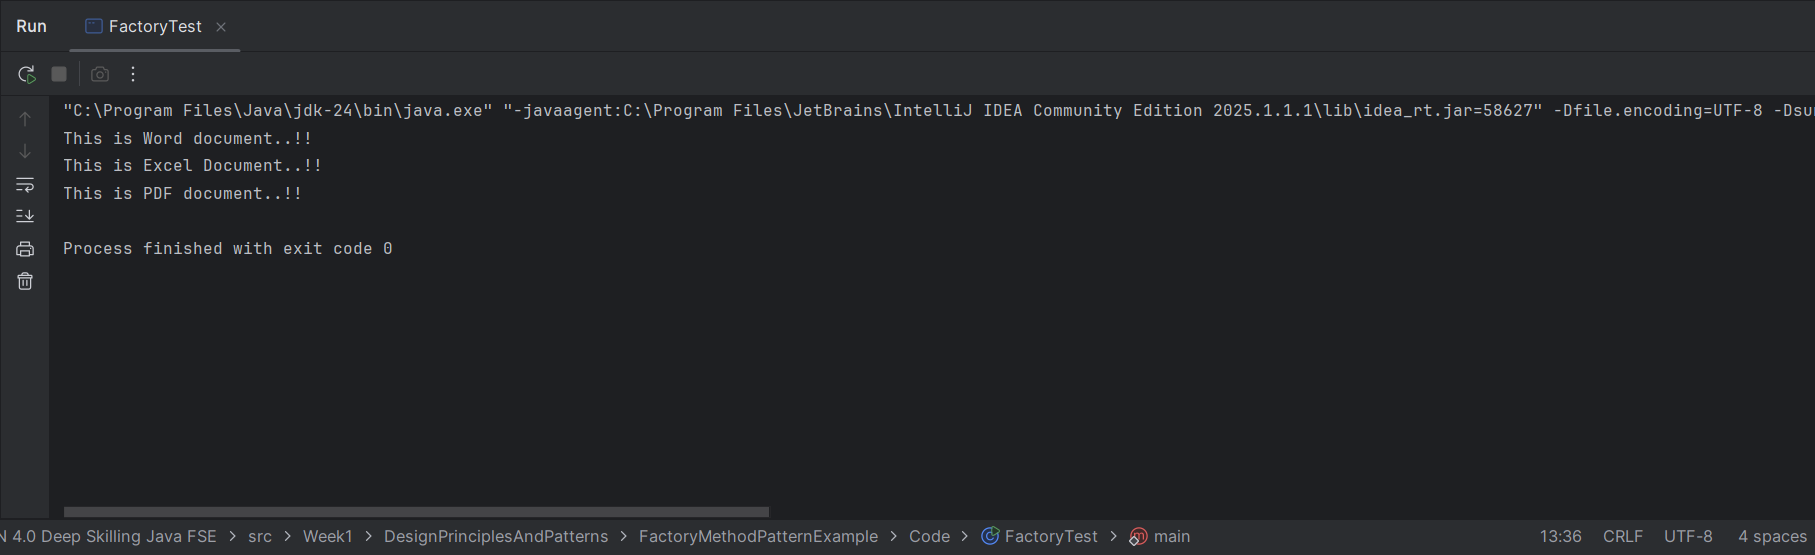 Run FactoryTest
"C:\Program Files\Java\jdk-24\bin\java.exe" "-javaagent:C:\Program Files\JetBrains\IntelliJ IDEA Community Edition 2025.1.1.1\lib\idea_rt.jar=58627" -Dfile.encoding=UTF-8 -Dsu
This is Word document..!!
This is Excel Document..!!
This is PDF document..!!
Process finished with exit code 0
N 4.0 Deep Skilling Java FSE > src > Week1 > DesignPrinciplesAndPatterns > FactoryMethodPatternExample > Code > FactoryTest > main 13:36 CRLF UTF-8 4 spaces